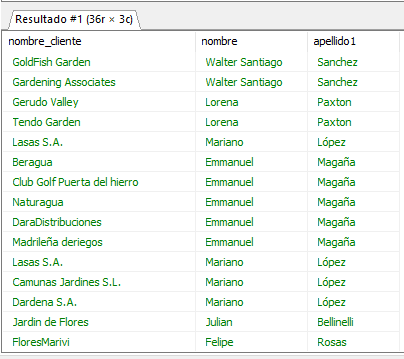 Resultado #1 (36r × 3c)
nombre_cliente nombre apellido1
GoldFish Garden Walter Santiago Sanchez
Gardening Associates Walter Santiago Sanchez
Gerudo Valley Lorena Paxton
Tendo Garden Lorena Paxton
Lasas S.A. Mariano López
Beragua Emmanuel Magaña
Club Golf Puerta del hierro Emmanuel Magaña
Naturagua Emmanuel Magaña
DaraDistribuciones Emmanuel Magaña
Madrileña deriegos Emmanuel Magaña
Lasas S.A. Mariano López
Camunas Jardines S.L. Mariano López
Dardena S.A. Mariano López
Jardin de Flores Julian Bellinelli
FloresMarivi Felipe Rosas